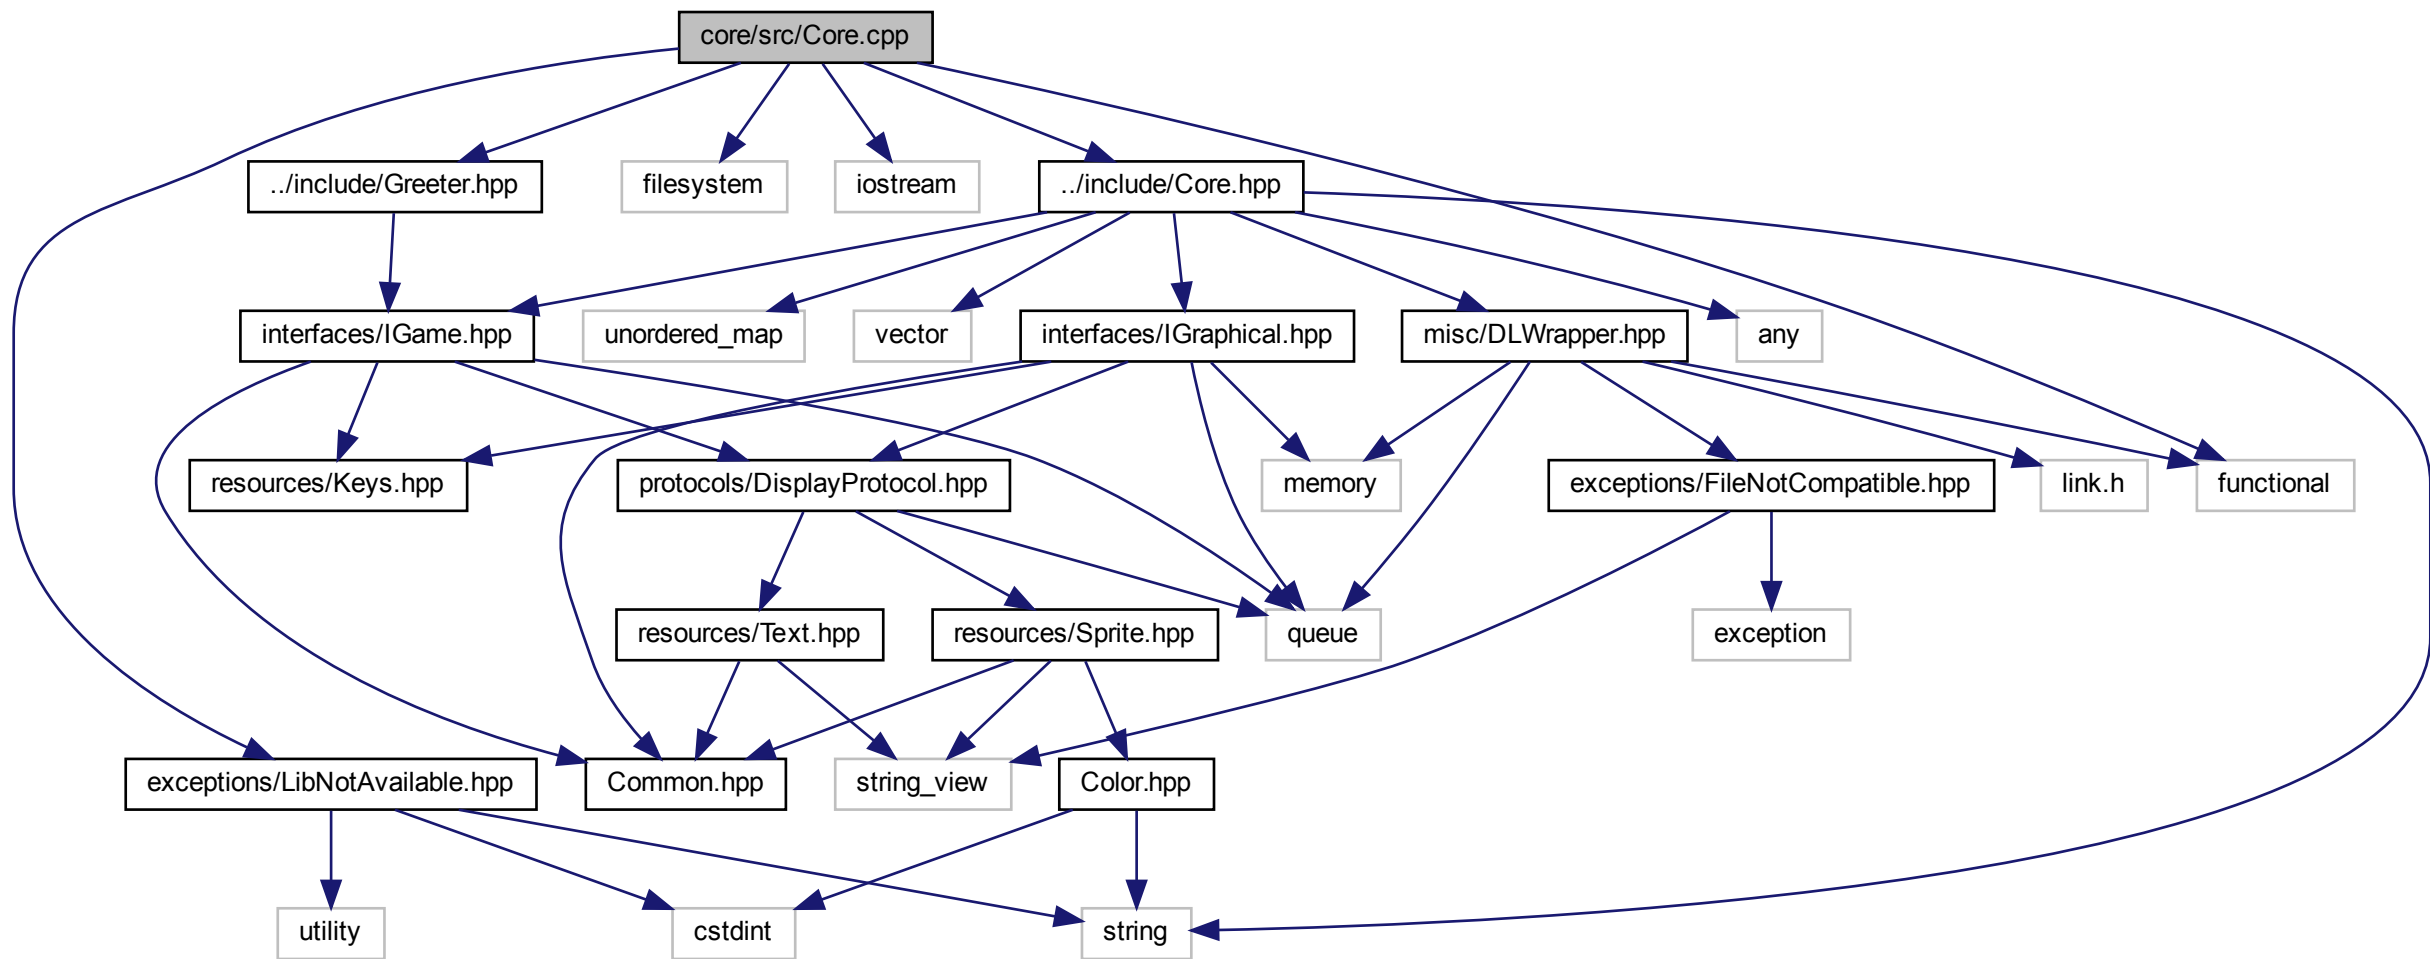 core/src/Core.cpp
../include/Greeter.hpp
filesystem
iostream
../include/Core.hpp
interfaces/IGame.hpp
unordered_map
vector
interfaces/IGraphical.hpp
misc/DLWrapper.hpp
any
resources/Keys.hpp
protocols/DisplayProtocol.hpp
memory
exceptions/FileNotCompatible.hpp
link.h
functional
resources/Text.hpp
resources/Sprite.hpp
queue
exception
exceptions/LibNotAvailable.hpp
Common.hpp
string_view
Color.hpp
utility
cstdint
string